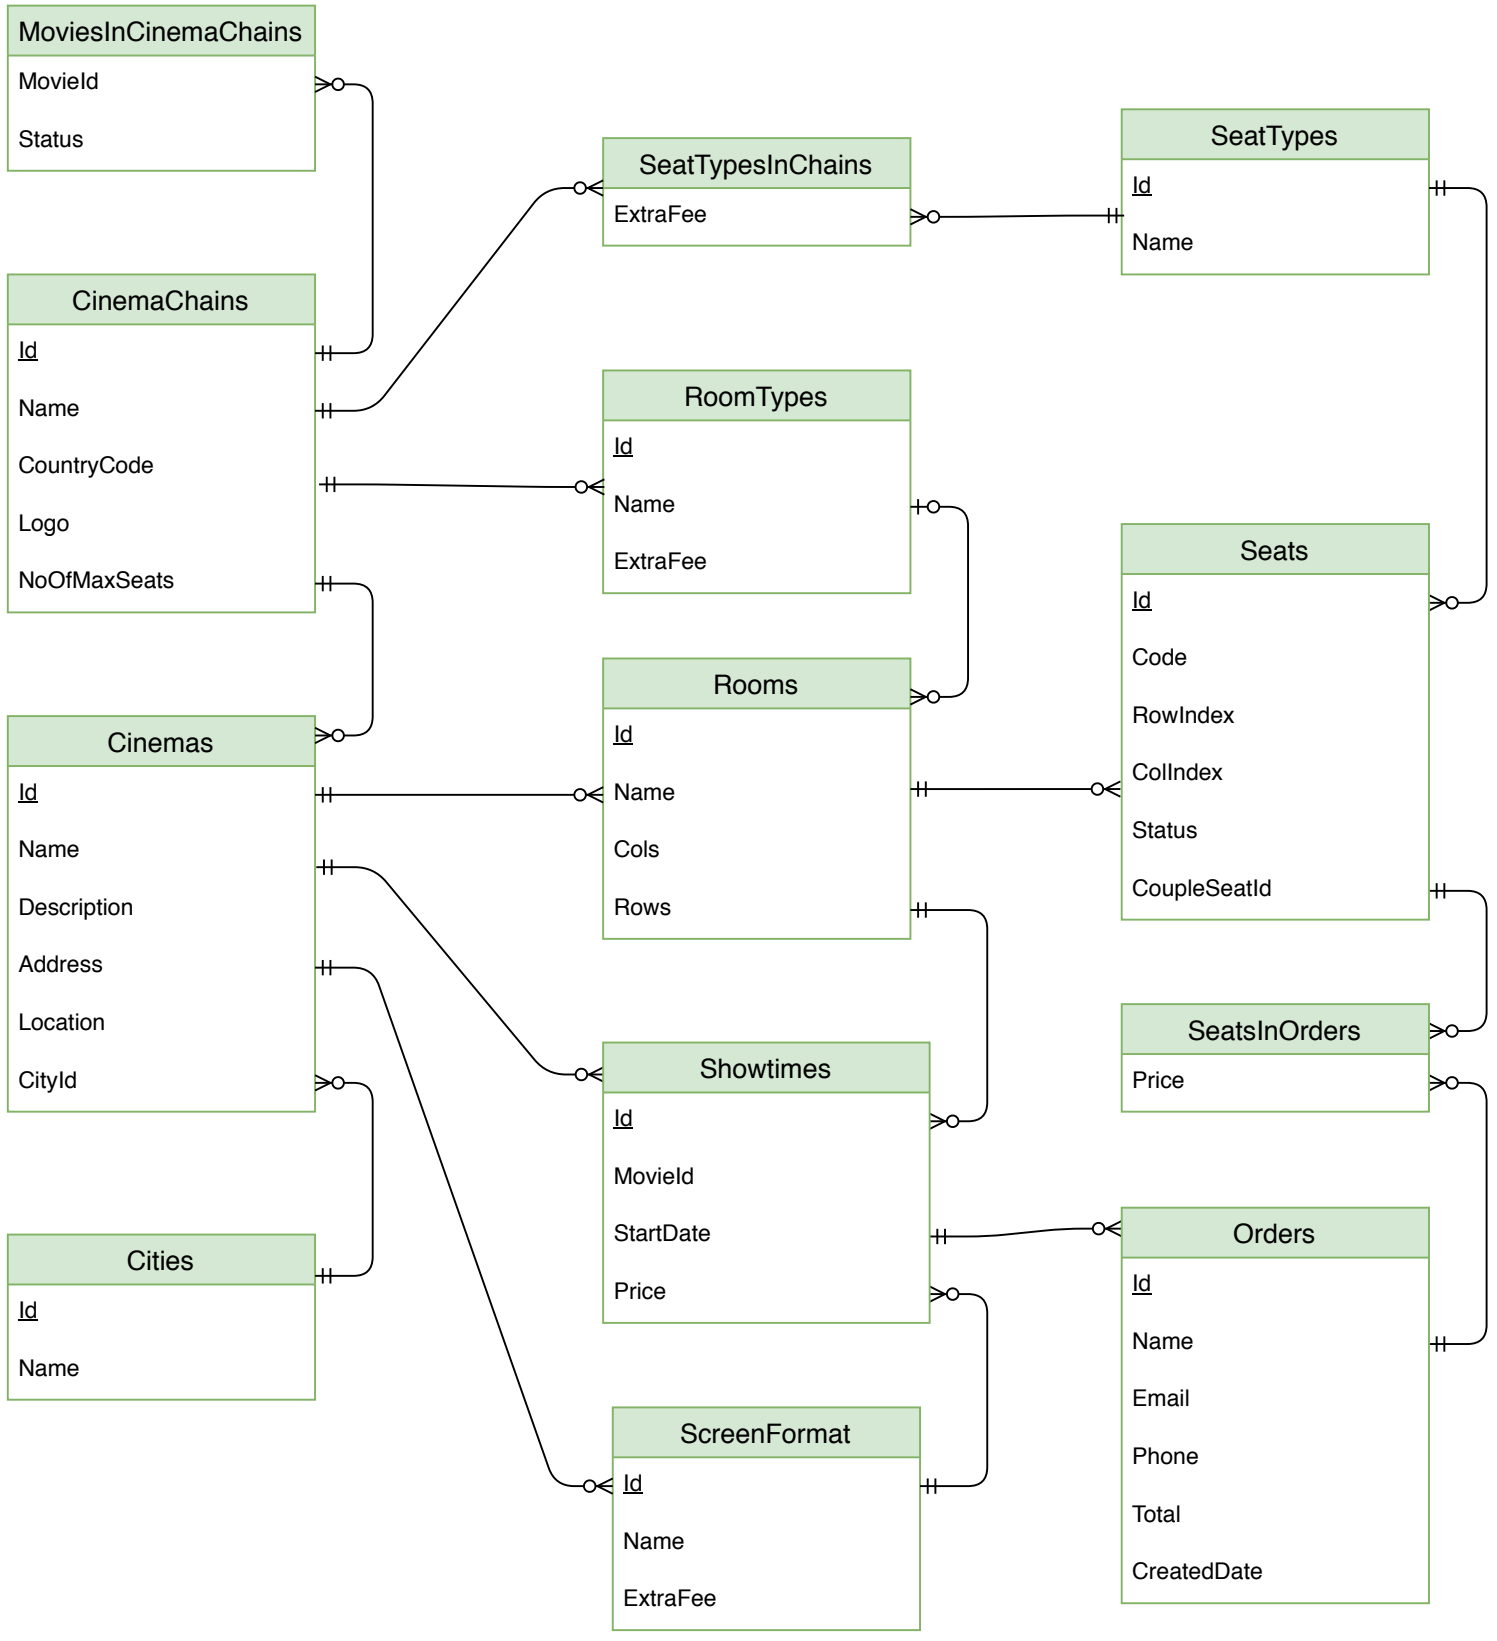 MoviesInCinemaChains
MovieId
Status
CinemaChains
Id
Name
CountryCode
Logo
NoOfMaxSeats
Cinemas
Id
Name
Description
Address
Location
CityId
Cities
Id
Name
SeatTypesInChains
ExtraFee
RoomTypes
Id
Name
ExtraFee
Rooms
Id
Name
Cols
Rows
Showtimes
Id
MovieId
StartDate
Price
ScreenFormat
Id
Name
ExtraFee
SeatTypes
Id
Name
Seats
Id
Code
RowIndex
ColIndex
Status
CoupleSeatId
SeatsInOrders
Price
Orders
Id
Name
Email
Phone
Total
CreatedDate